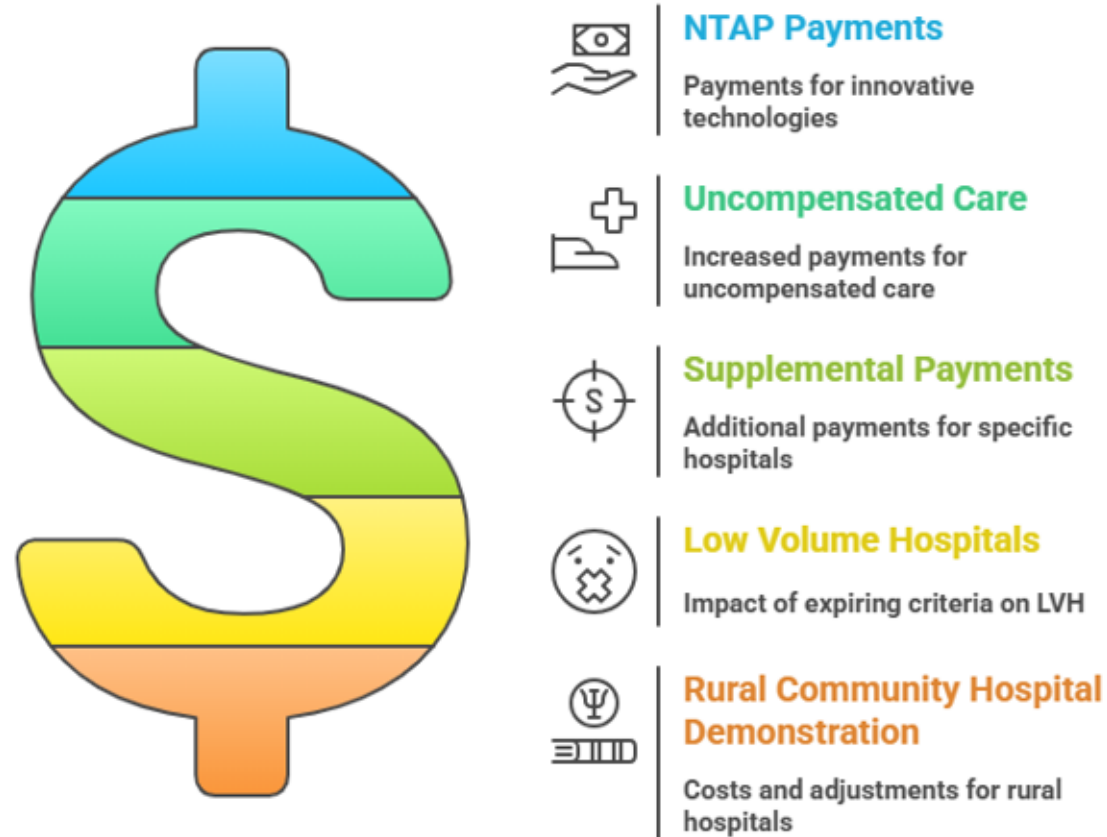 NTAP Payments
Payments for innovative
technologies
Uncompensated Care
Increased payments for
uncompensated care
S
Supplemental Payments
Additional payments for specific
hospitals
Low Volume Hospitals
Impact of expiring criteria on LVH
Ψ
Rural Community Hospital
Demonstration
Costs and adjustments for rural
hospitals